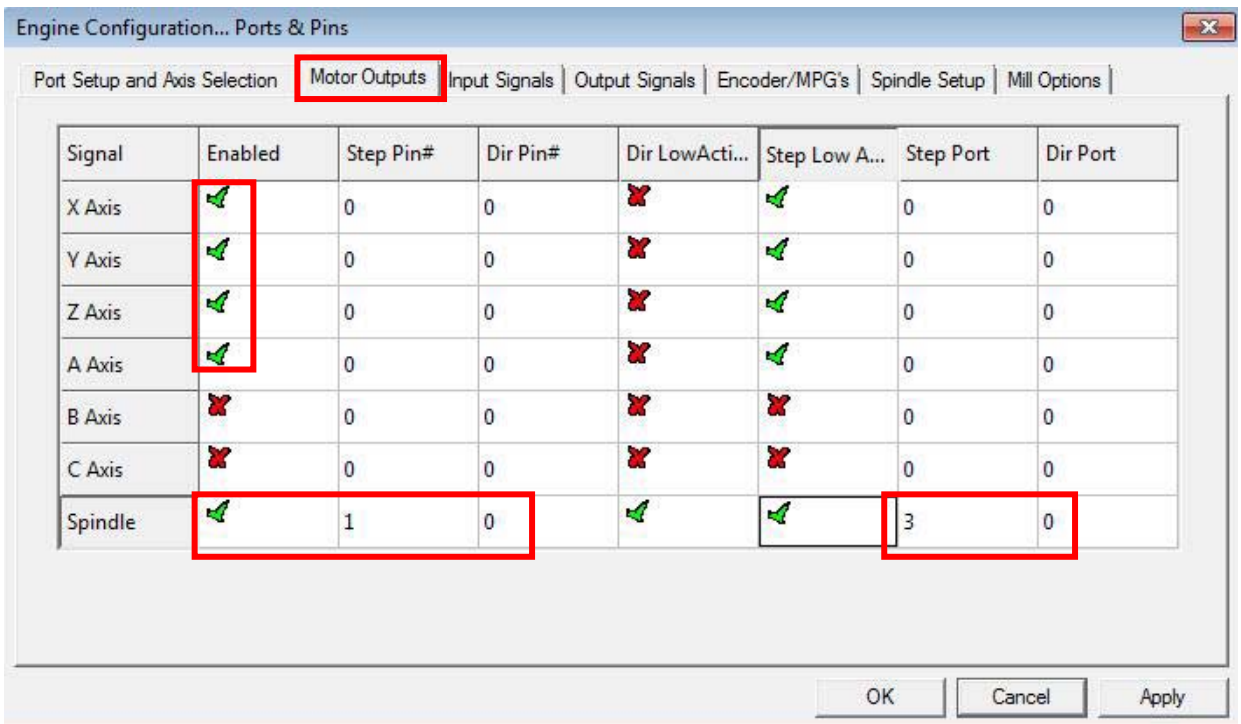 Engine Configuration... Ports & Pins
Port Setup and Axis Selection Motor Outputs Input Signals Output Signals Encoder/MPG's Spindle Setup Mill Options
Signal Enabled Step Pin# Dir Pin# Dir LowActi... Step Low A... Step Port Dir Port
X Axis 0 0 0 0
Y Axis 0 0 0 0
Z Axis 0 0 0 0
A Axis 0 0 0 0
B Axis 0 0 0 0
C Axis 0 0 0 0
Spindle 1 0 3 0
OK Cancel Apply